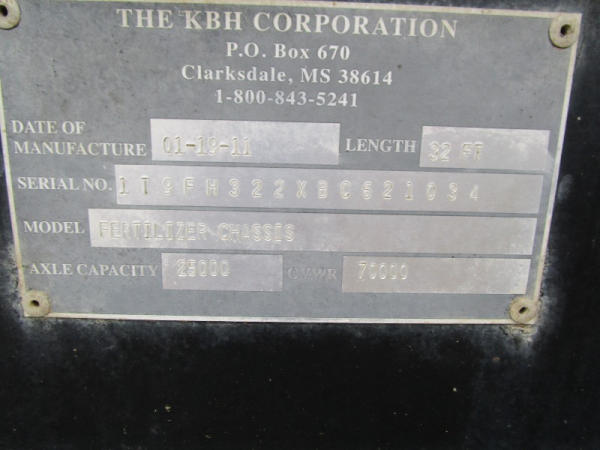 THE KBH CORPORATION
P.O. Box 670
Clarksdale, MS 38614
1-800-843-5241
DATE OF
MANUFACTURE 01-19-11 LENGTH 32 FT
SERIAL NO. 1T9FH322XBC521034
MODEL FERTILIZER CHASSIS
AXLE CAPACITY 25000 GVWR 70000